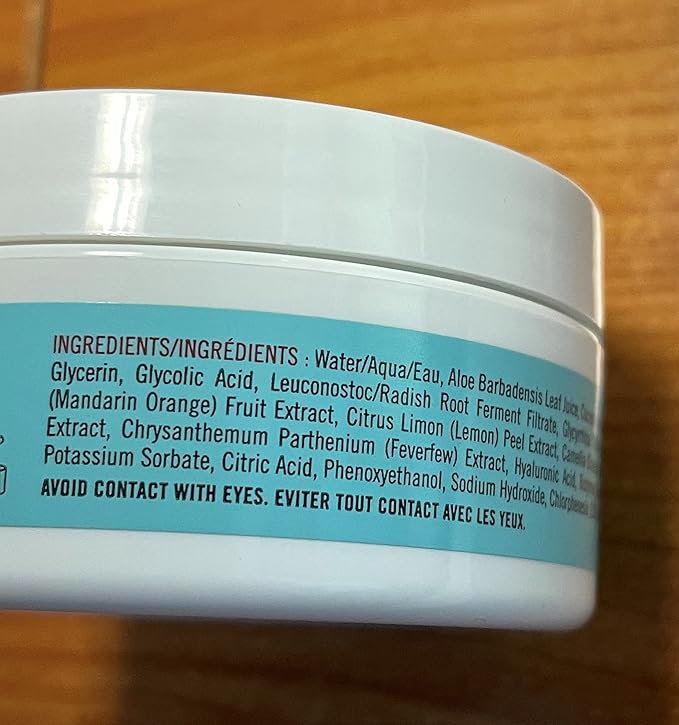 INGREDIENTS/INGRÉDIENTS : Water/Aqua/Eau, Aloe Barbadensis Leaf Juice,
Glycerin, Glycolic Acid, Leuconostoc/Radish Root Ferment Filtrate,
(Mandarin Orange) Fruit Extract, Citrus Limon (Lemon) Peel Extract, Camellia
Extract, Chrysanthemum Parthenium (Feverfew) Extract, Hyaluronic Acid,
Potassium Sorbate, Citric Acid, Phenoxyethanol, Sodium Hydroxide, Chlorphenesin
AVOID CONTACT WITH EYES. EVITER TOUT CONTACT AVEC LES YEUX.